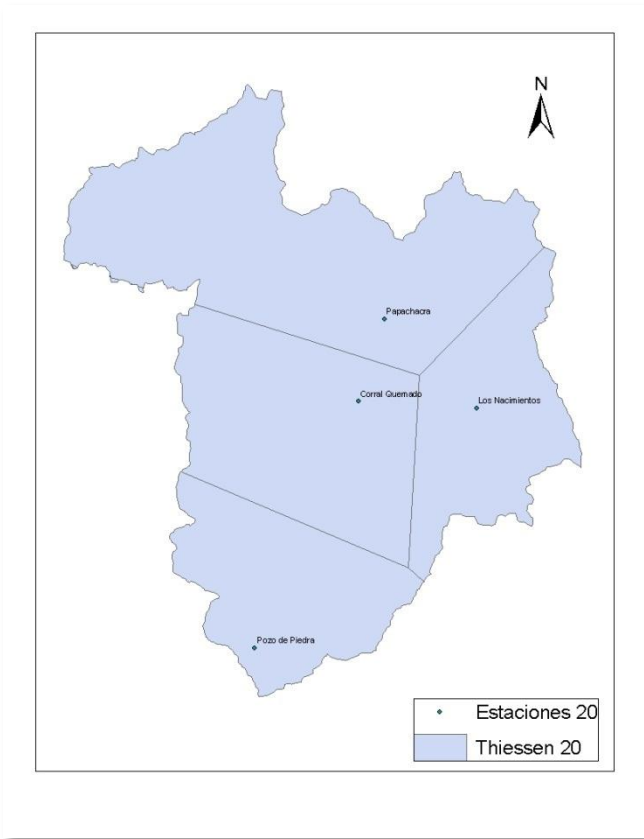 N
Papachacra
Corral Quemado
Los Nacimientos
Pozo de Piedra
Estaciones 20
Thiessen 20